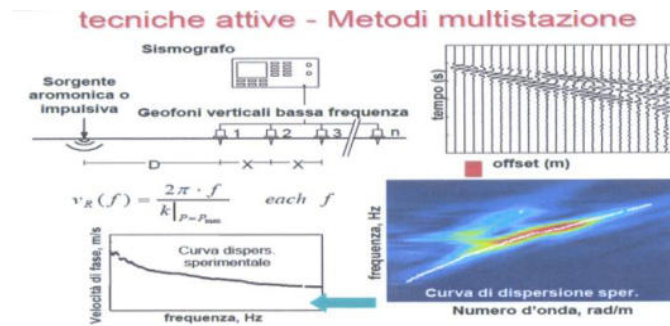 tecniche attive - Metodi multistazione
Sismografo
Sorgente
aromonica o
impulsiva
Geofoni verticali bassa frequenza
1 2 3 n
D X X
tempo (s)
offset (m)
v_R(f) = 2π · f / k|P=Pmax each f
Velocità di fase, m/s
Curva dispers.
sperimentale
frequenza, Hz
frequenza, Hz
Curva di dispersione sper.
Numero d'onda, rad/m